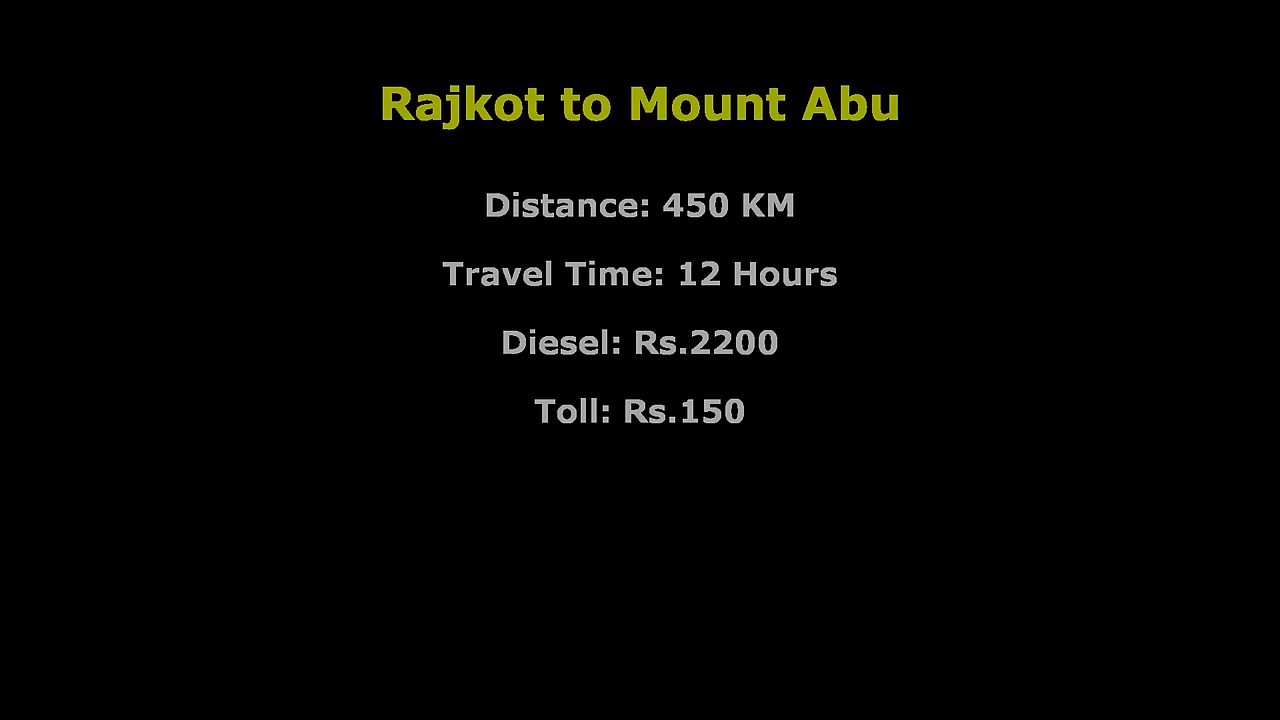 Rajkot to Mount Abu
Distance: 450 KM
Travel Time: 12 Hours
Diesel: Rs.2200
Toll: Rs.150